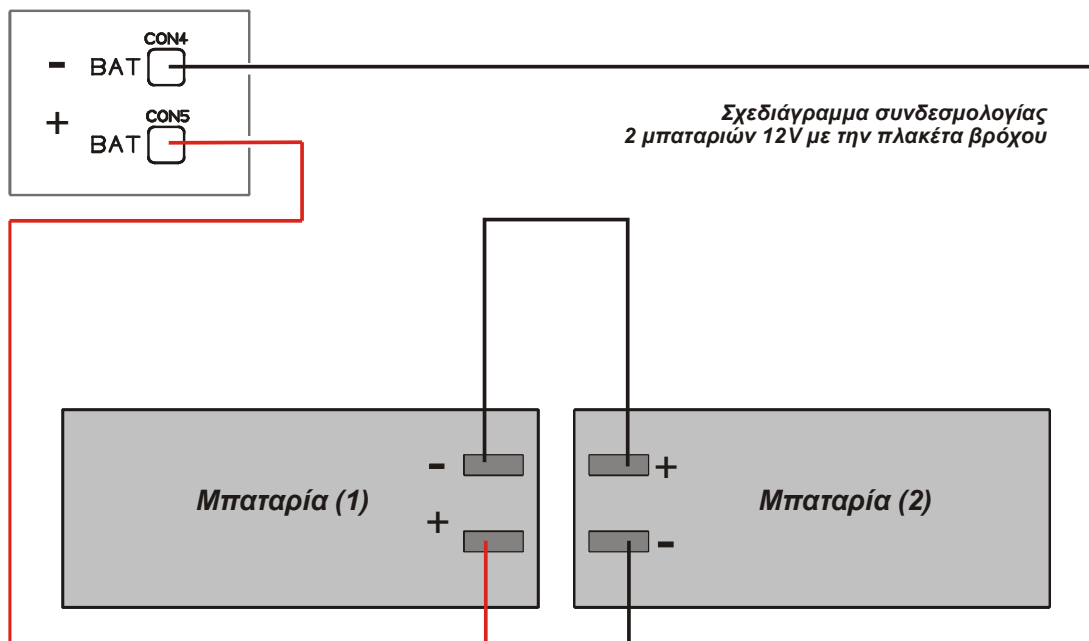 CON4
- BAT
CON5
+
BAT
Σχεδιάγραμμα συνδεσμολογίας
2 μπαταριών 12V με την πλακέτα βρόχου
- +
Μπαταρία (1)
Μπαταρία (2)
+ -